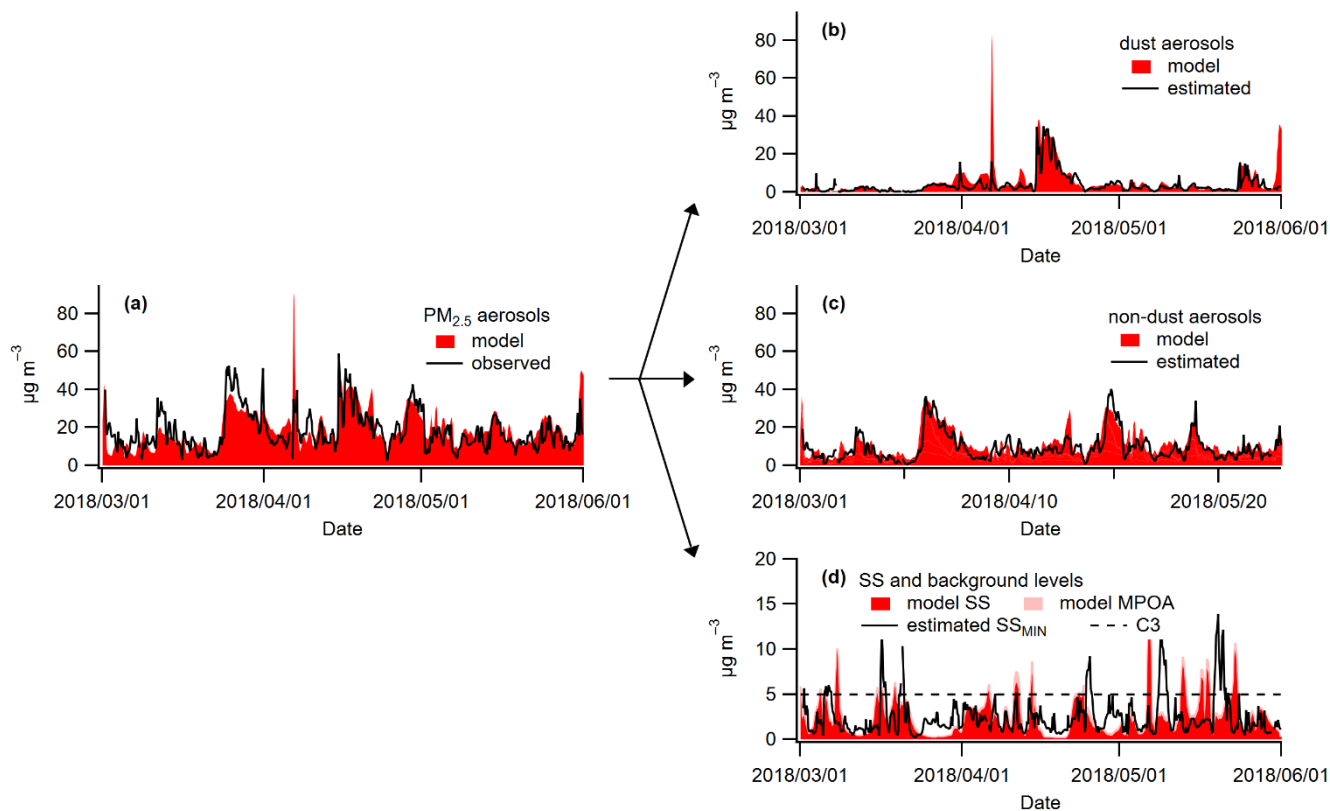 (a)
PM2.5 aerosols
model
observed
µg m−3
80
60
40
20
0
2018/03/01 2018/04/01 2018/05/01 2018/06/01
Date
(b)
dust aerosols
model
estimated
µg m−3
80
60
40
20
0
2018/03/01 2018/04/01 2018/05/01 2018/06/01
Date
(c)
non-dust aerosols
model
estimated
µg m−3
80
60
40
20
0
2018/03/01 2018/04/10 2018/05/20
Date
(d) SS and background levels
model SS model MPOA
estimated SSMIN C3
µg m−3
20
15
10
5
0
2018/03/01 2018/04/01 2018/05/01 2018/06/01
Date